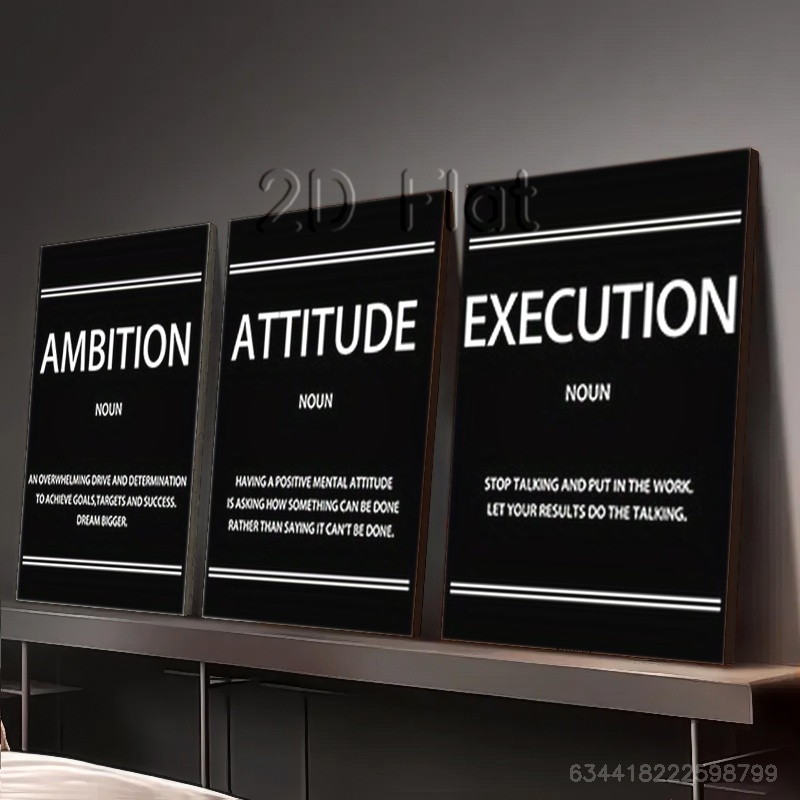 2D Flat
AMBITION
NOUN
AN OVERWHELMING DRIVE AND DETERMINATION
TO ACHIEVE GOALS,TARGETS AND SUCCESS.
DREAM BIGGER.
ATTITUDE
NOUN
HAVING A POSITIVE MENTAL ATTITUDE
IS ASKING HOW SOMETHING CAN BE DONE
RATHER THAN SAYING IT CAN'T BE DONE.
EXECUTION
NOUN
STOP TALKING AND PUT IN THE WORK.
LET YOUR RESULTS DO THE TALKING.
634418222598799